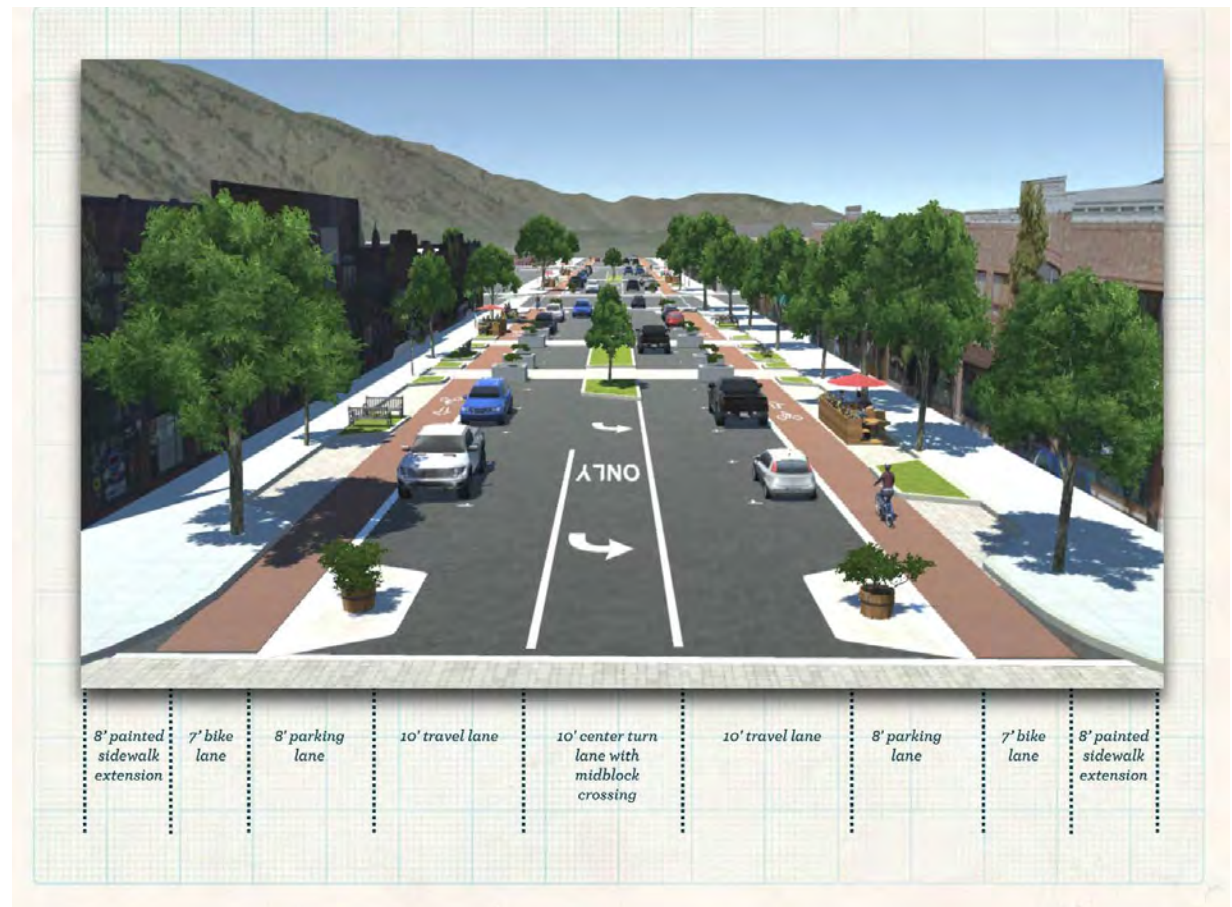 ONLY
8' painted
sidewalk
extension
7' bike
lane
8' parking
lane
10' travel lane
10' center turn
lane with
midblock
crossing
10' travel lane
8' parking
lane
7' bike
lane
8' painted
sidewalk
extension